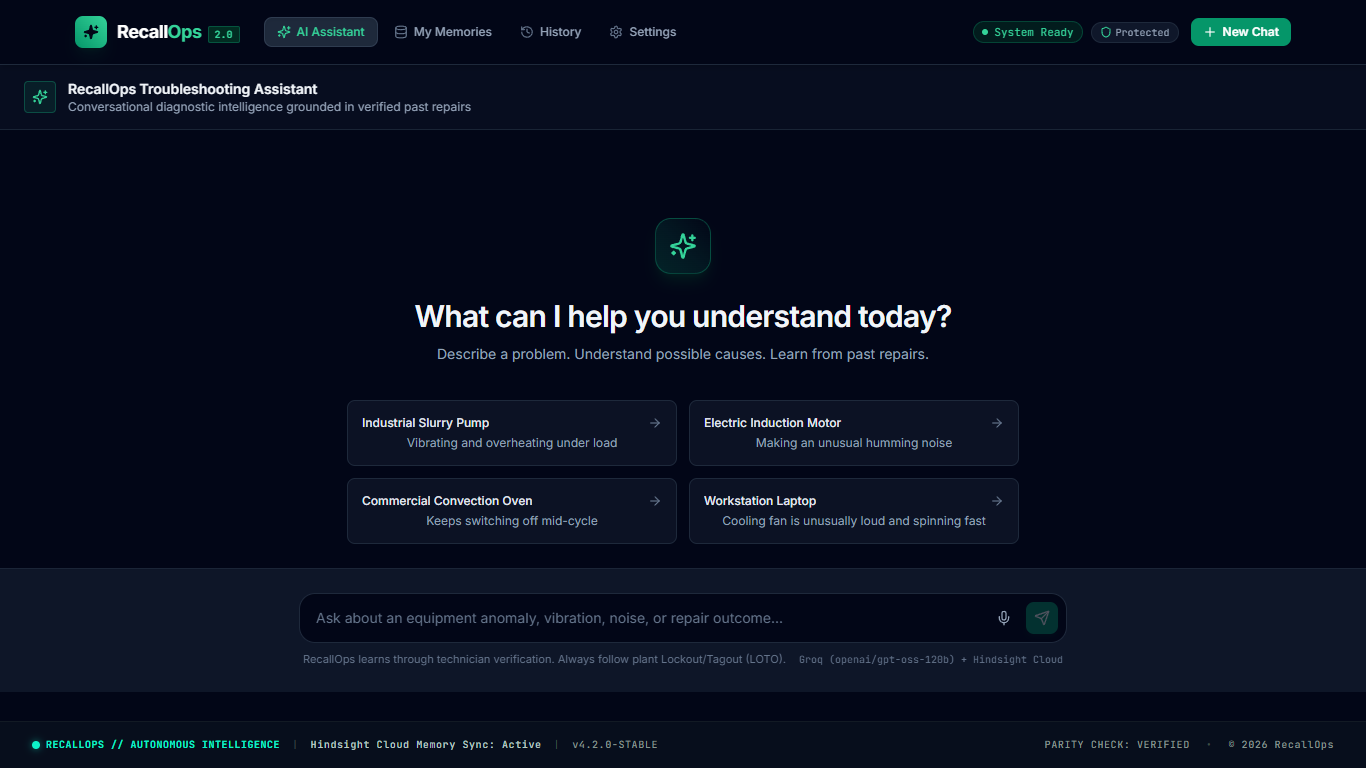 RecallOps 2.0 AI Assistant My Memories History Settings System Ready Protected + New Chat
RecallOps Troubleshooting Assistant
Conversational diagnostic intelligence grounded in verified past repairs
What can I help you understand today?
Describe a problem. Understand possible causes. Learn from past repairs.
Industrial Slurry Pump →
Vibrating and overheating under load
Electric Induction Motor →
Making an unusual humming noise
Commercial Convection Oven →
Keeps switching off mid-cycle
Workstation Laptop →
Cooling fan is unusually loud and spinning fast
Ask about an equipment anomaly, vibration, noise, or repair outcome...
RecallOps learns through technician verification. Always follow plant Lockout/Tagout (LOTO). Groq (openai/gpt-oss-120b) + Hindsight Cloud
RECALLOPS // AUTONOMOUS INTELLIGENCE | Hindsight Cloud Memory Sync: Active | v4.2.0-STABLE PARITY CHECK: VERIFIED · © 2026 RecallOps